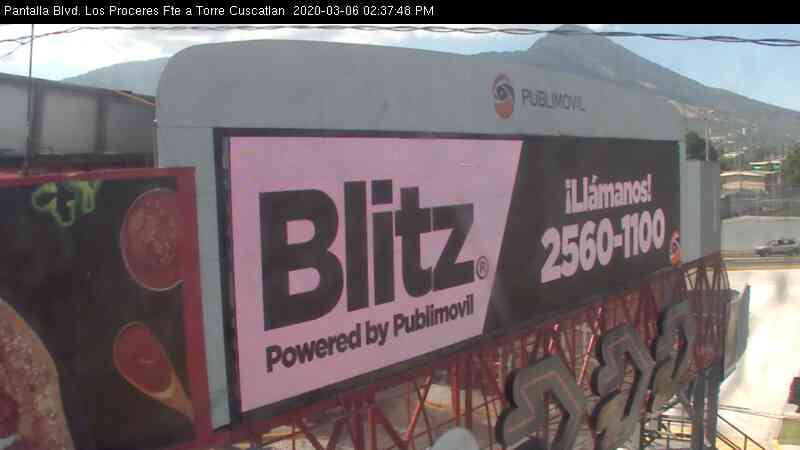 Pantalla Blvd. Los Proceres Fte a Torre Cuscatlan 2020-03-06 02:37:48 PM
PUBLIMOVIL
Blitz®
Powered by Publimovil
¡Llámanos!
2560-1100